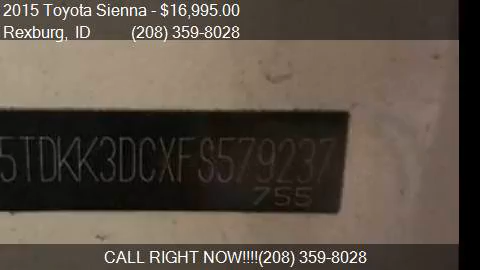 2015 Toyota Sienna - $16,995.00
Rexburg, ID (208) 359-8028
5TDKK3DCXFS579237
755
CALL RIGHT NOW!!!!(208) 359-8028